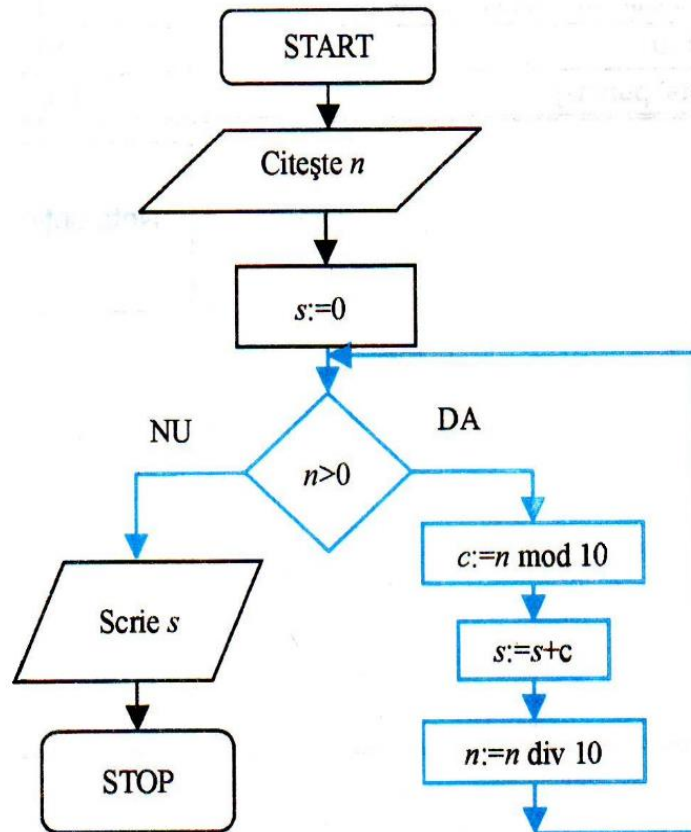 START
Citeşte n
s:=0
NU
DA
n>0
c:=n mod 10
Scrie s
s:=s+c
n:=n div 10
STOP